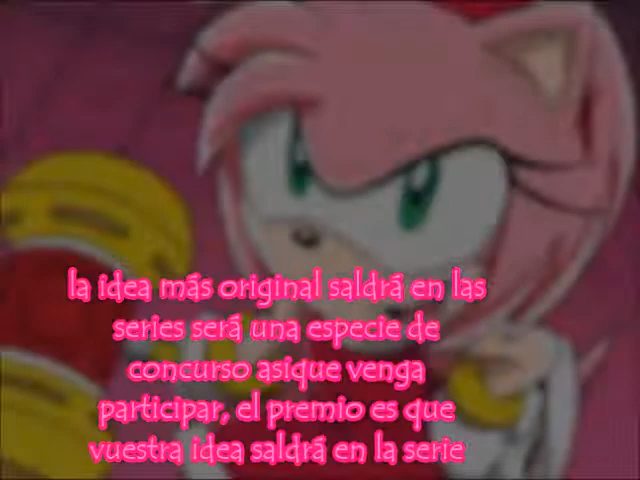 la idea más original saldrá en las
series será una especie de
concurso asique venga
participar, el premio es que
vuestra idea saldrá en la serie